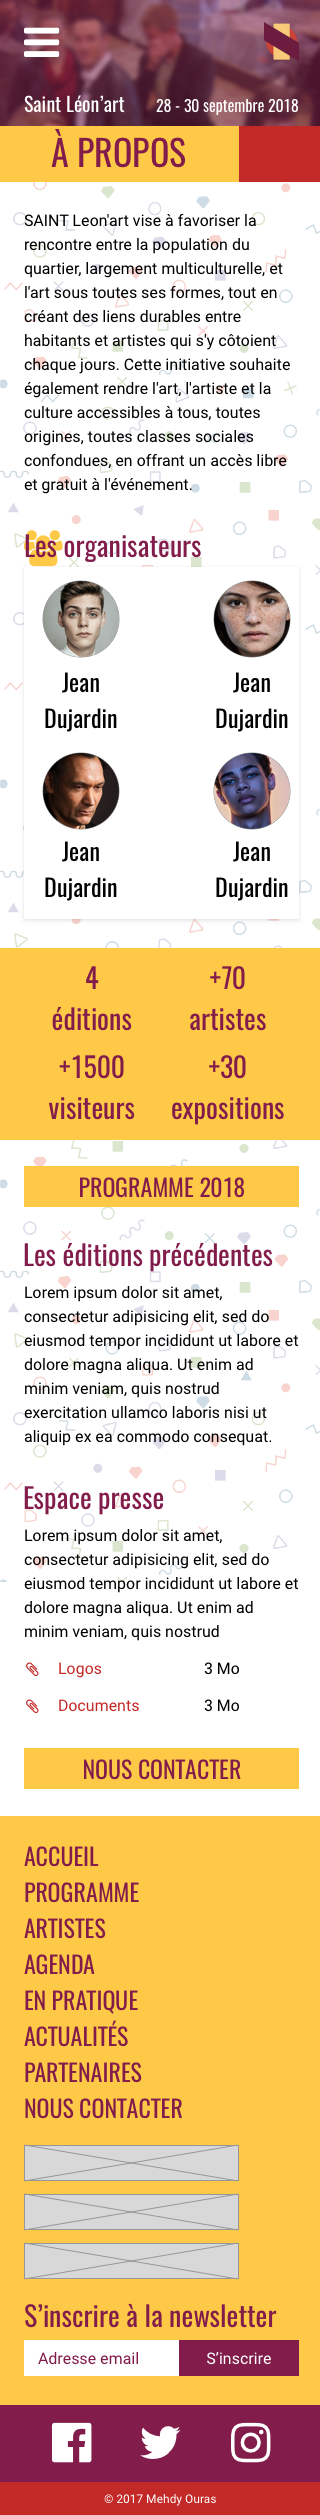 Saint Léon’art 28 - 30 septembre 2018
À PROPOS
SAINT Leon'art vise à favoriser la
rencontre entre la population du
quartier, largement multiculturelle, et
l'art sous toutes ses formes, tout en
créant des liens durables entre
habitants et artistes qui s'y côtoient
chaque jours. Cette initiative souhaite
également rendre l'art, l'artiste et la
culture accessibles à tous, toutes
origines, toutes classes sociales
confondues, en offrant un accès libre
et gratuit à l'événement.
Les organisateurs
Jean
Dujardin
Jean
Dujardin
Jean
Dujardin
Jean
Dujardin
4
éditions
+70
artistes
+1500
visiteurs
+30
expositions
PROGRAMME 2018
Les éditions précédentes
Lorem ipsum dolor sit amet,
consectetur adipisicing elit, sed do
eiusmod tempor incididunt ut labore et
dolore magna aliqua. Ut enim ad
minim veniam, quis nostrud
exercitation ullamco laboris nisi ut
aliquip ex ea commodo consequat.
Espace presse
Lorem ipsum dolor sit amet,
consectetur adipisicing elit, sed do
eiusmod tempor incididunt ut labore et
dolore magna aliqua. Ut enim ad
minim veniam, quis nostrud
Logos 3 Mo
Documents 3 Mo
NOUS CONTACTER
ACCUEIL
PROGRAMME
ARTISTES
AGENDA
EN PRATIQUE
ACTUALITÉS
PARTENAIRES
NOUS CONTACTER
S’inscrire à la newsletter
Adresse email S’inscrire
© 2017 Mehdy Ouras